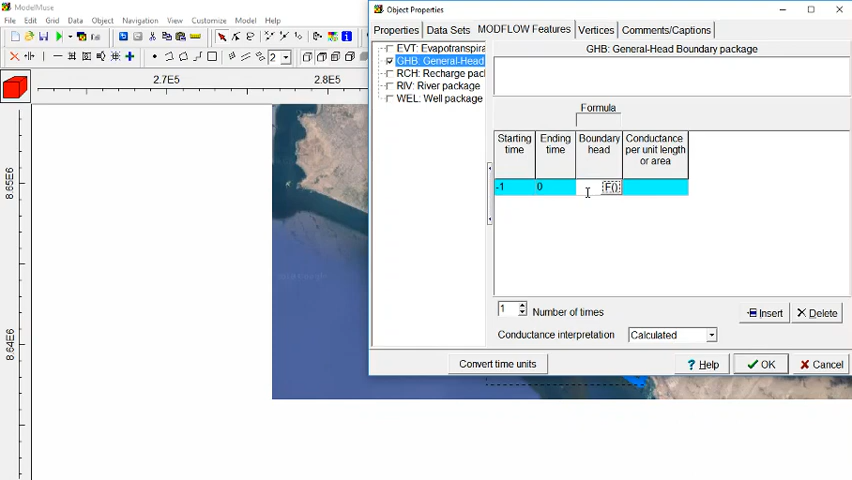 ModelMuse
File Edit Grid Data Object Navigation View Customize Model Help
2
2.7E5 2.8E5
8.65E6
8.64E6
Object Properties
Properties Data Sets MODFLOW Features Vertices Comments/Captions
EVT: Evapotranspira
GHB: General-Head
RCH: Recharge pac
RIV: River package
WEL: Well package
GHB: General-Head Boundary package
Formula
Starting time
Ending time
Boundary head
Conductance per unit length or area
-1 0 F()
1 Number of times
Insert Delete
Conductance interpretation Calculated
Convert time units Help OK Cancel